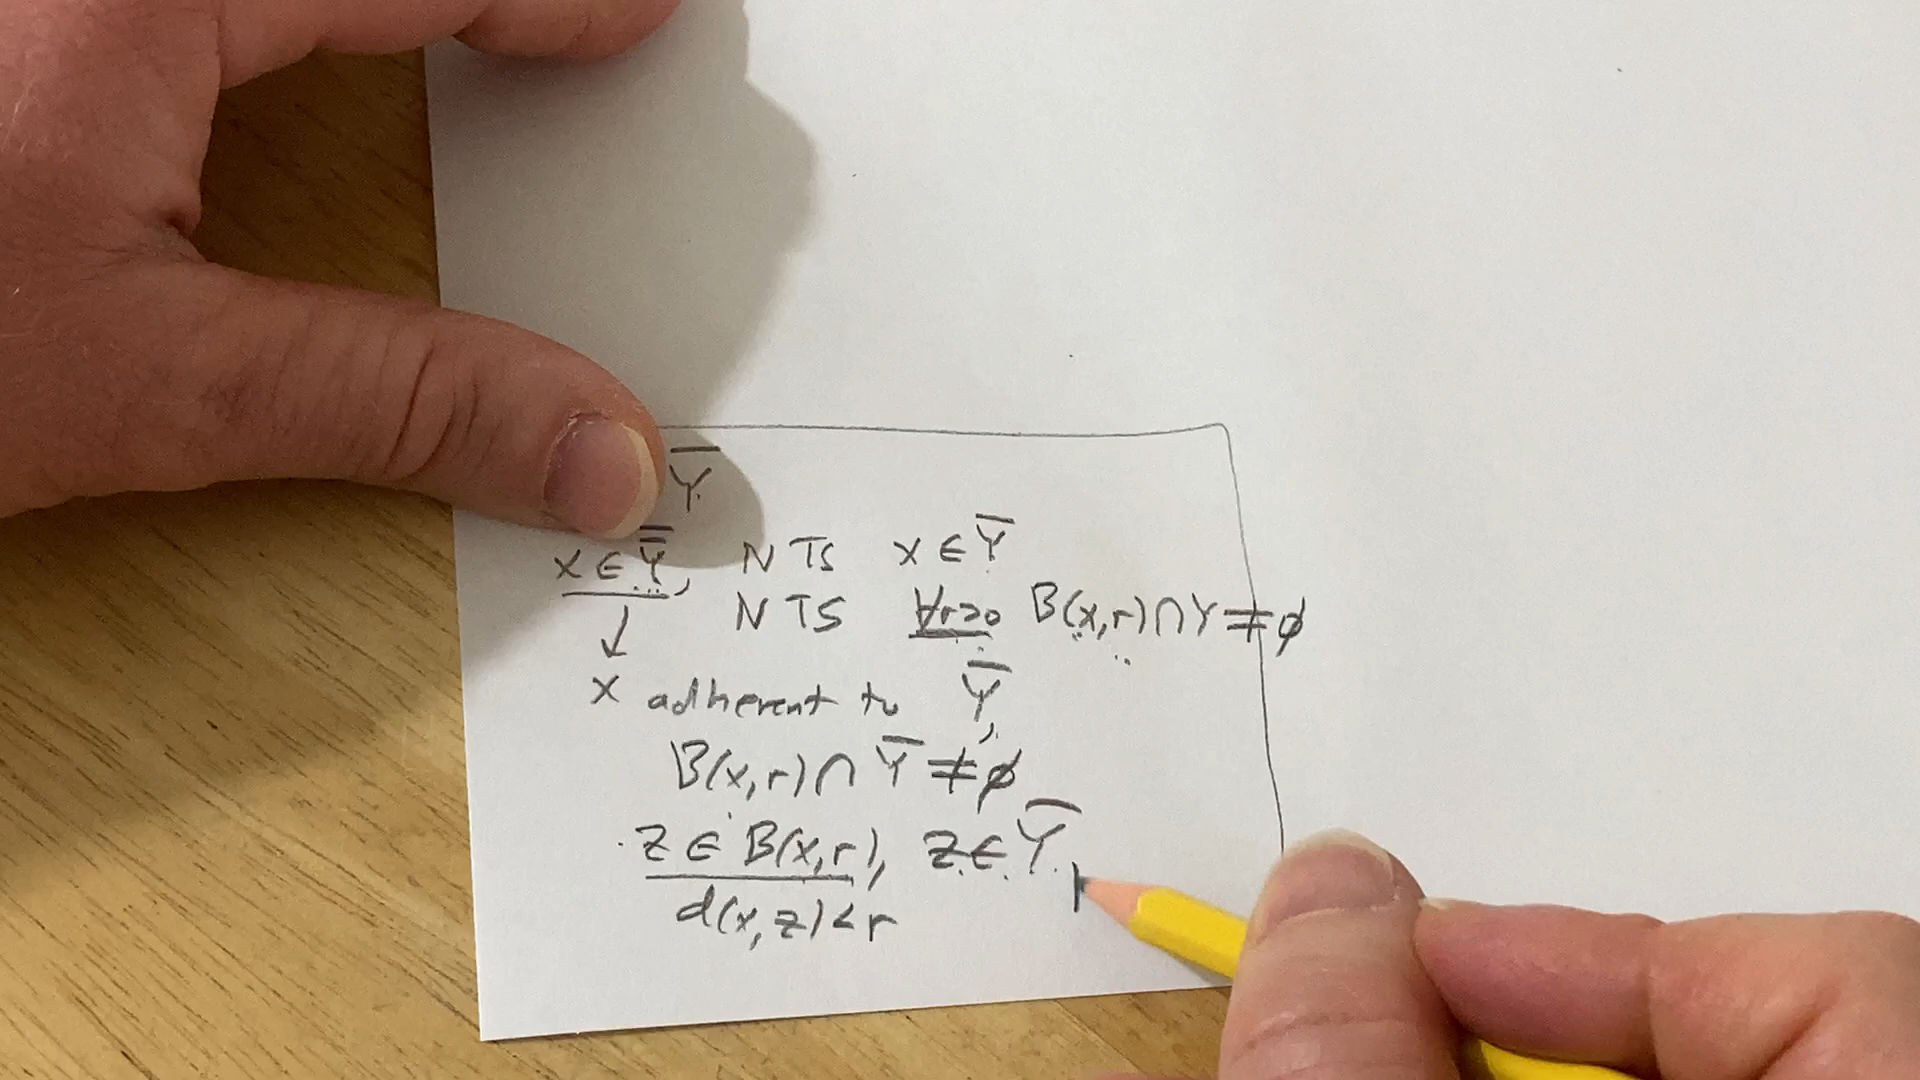 Y̅
x ∈ Y̿, NTS x ∈ Y̅
NTS ∀r>0 B(x,r) ∩ Y ≠ ∅
↓
x adherent to Y̅,
B(x,r) ∩ Y̅ ≠ ∅
z ∈ B(x,r), z ∈ Y̅
d(x,z) < r